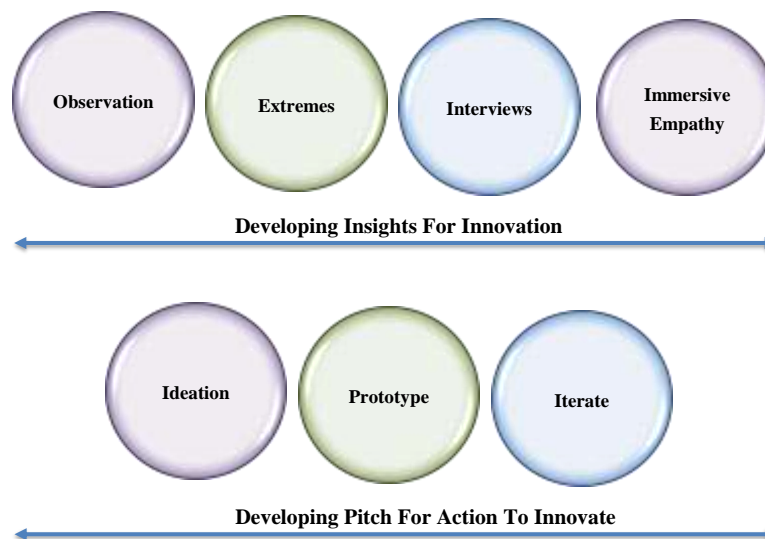 Observation
Extremes
Interviews
Immersive
Empathy
Developing Insights For Innovation
Ideation
Prototype
Iterate
Developing Pitch For Action To Innovate